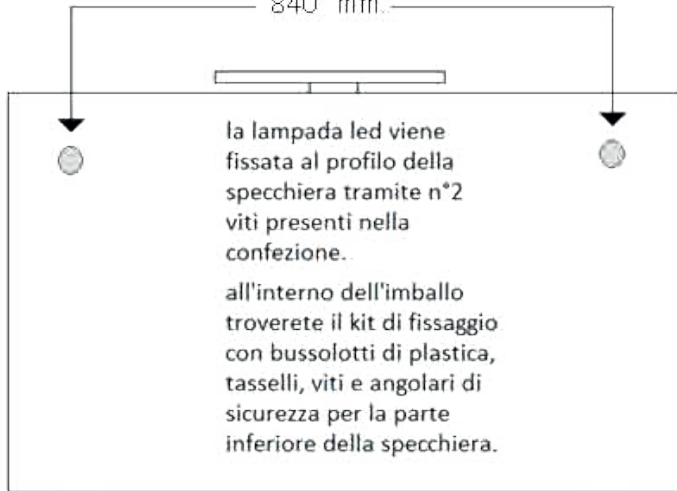 840 mm.
la lampada led viene
fissata al profilo della
specchiera tramite n°2
viti presenti nella
confezione.
all'interno dell'imballo
troverete il kit di fissaggio
con bussolotti di plastica,
tasselli, viti e angolari di
sicurezza per la parte
inferiore della specchiera.